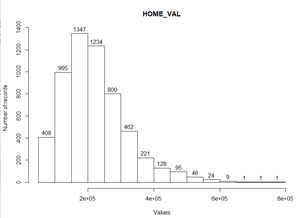 HOME_VAL
Number of records
0 200 400 600 800 1000 1200 1400
408 995 1347 1234 800 462 221 128 95 46 24 9 1 1 1
2e+05 4e+05 6e+05 8e+05
Values